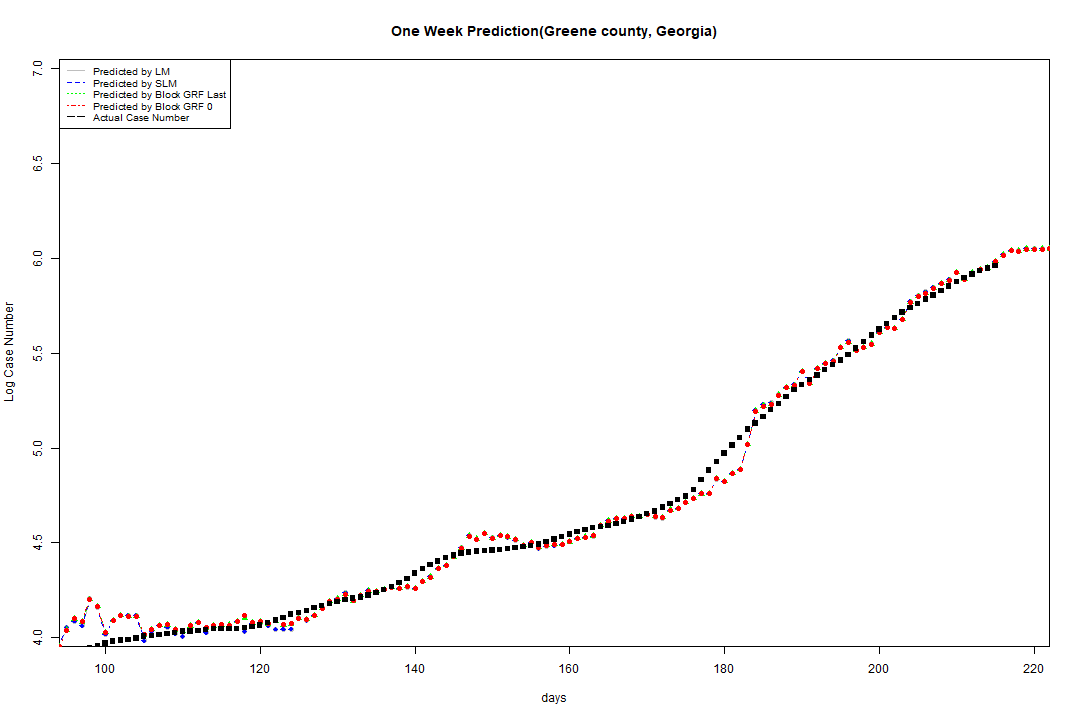 One Week Prediction(Greene county, Georgia)
Predicted by LM
Predicted by SLM
Predicted by Block GRF Last
Predicted by Block GRF 0
Actual Case Number
7.0
6.5
6.0
5.5
5.0
4.5
4.0
Log Case Number
100 120 140 160 180 200 220
days